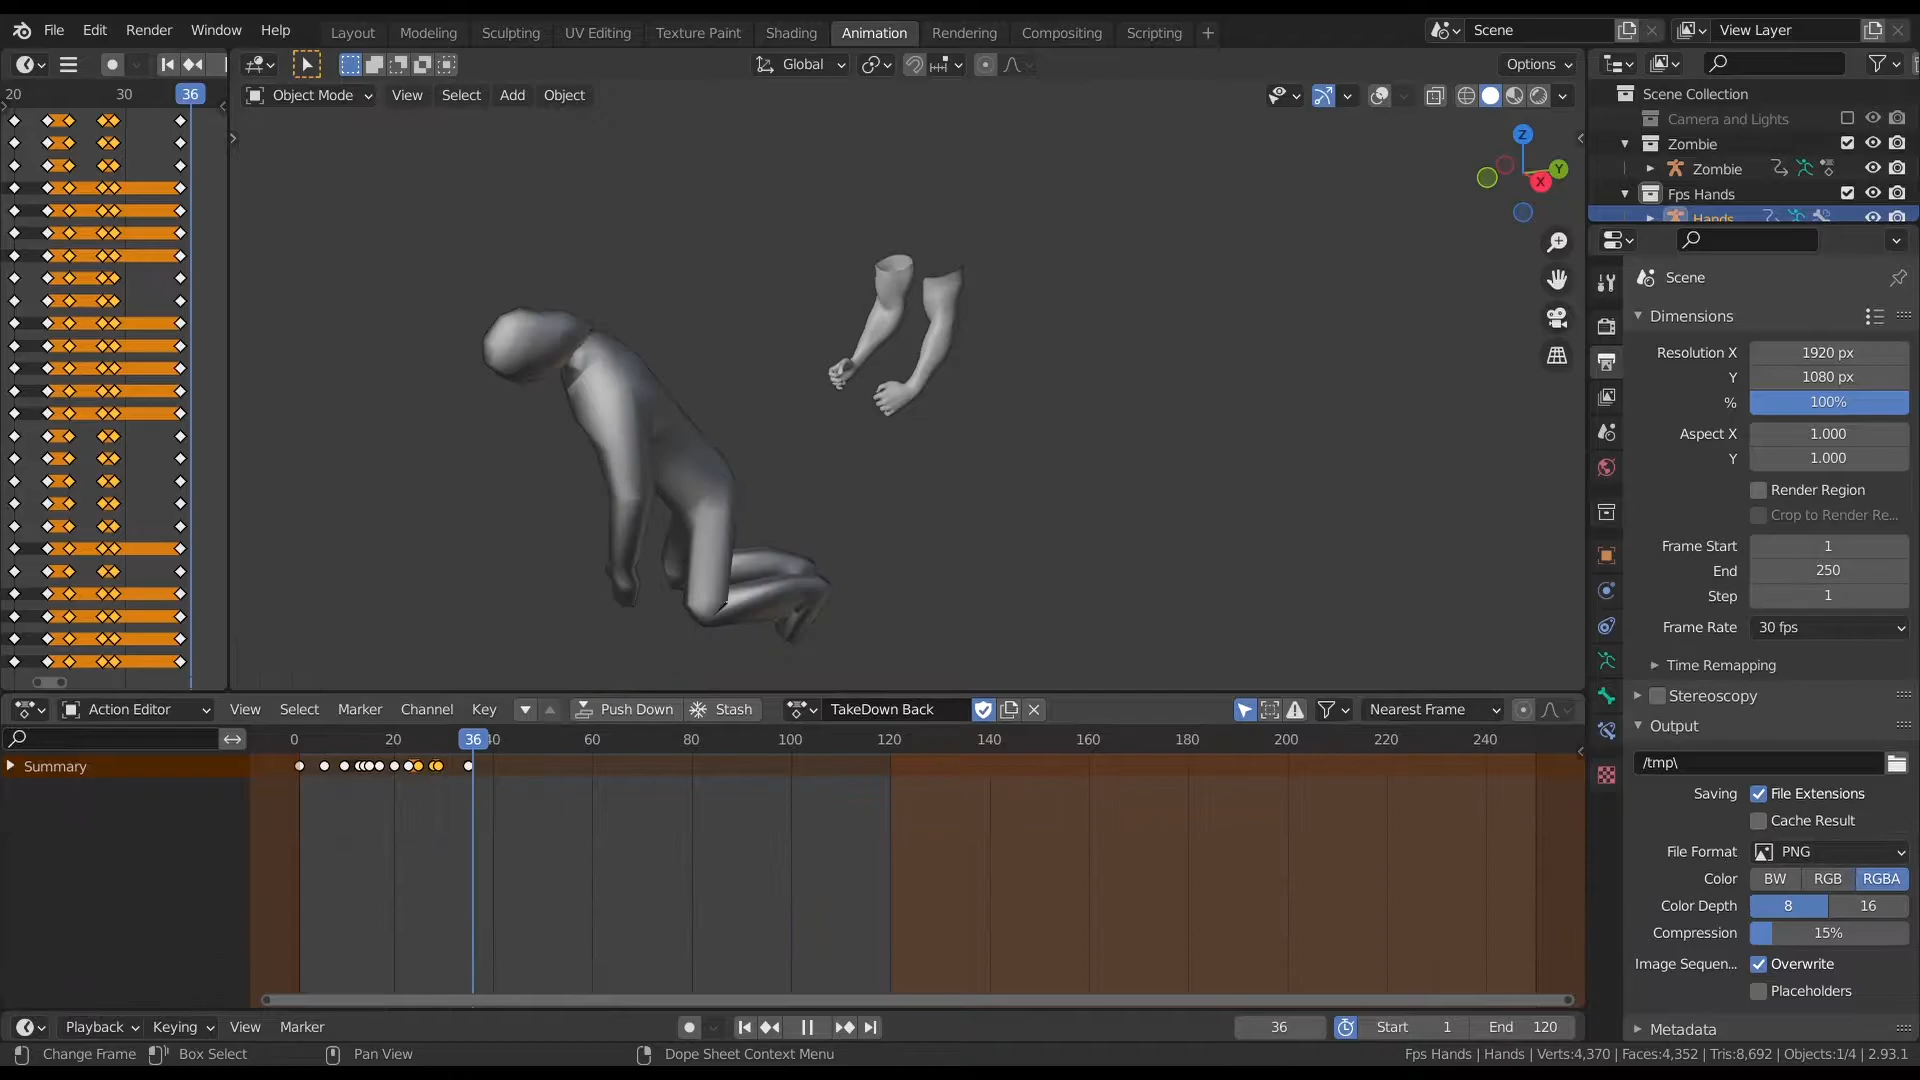 File Edit Render Window Help Layout Modeling Sculpting UV Editing Texture Paint Shading Animation Rendering Compositing Scripting + Scene View Layer
Global Options
20 30 36 Object Mode View Select Add Object
Scene Collection
Camera and Lights
Zombie
Zombie
Fps Hands
Hands
Z
Y
X
Scene
Dimensions
Resolution X 1920 px
Y 1080 px
% 100%
Aspect X 1.000
Y 1.000
Render Region
Crop to Render Re...
Frame Start 1
End 250
Step 1
Frame Rate 30 fps
Time Remapping
Stereoscopy
Output
/tmp\
Saving File Extensions
Cache Result
File Format PNG
Color BW RGB RGBA
Color Depth 8 16
Compression 15%
Image Sequen... Overwrite
Placeholders
Metadata
Action Editor View Select Marker Channel Key Push Down Stash TakeDown Back Nearest Frame
0 20 36 40 60 80 100 120 140 160 180 200 220 240
Summary
Playback Keying View Marker 36 Start 1 End 120
Change Frame Box Select Pan View Dope Sheet Context Menu Fps Hands | Hands | Verts:4,370 | Faces:4,352 | Tris:8,692 | Objects:1/4 | 2.93.1